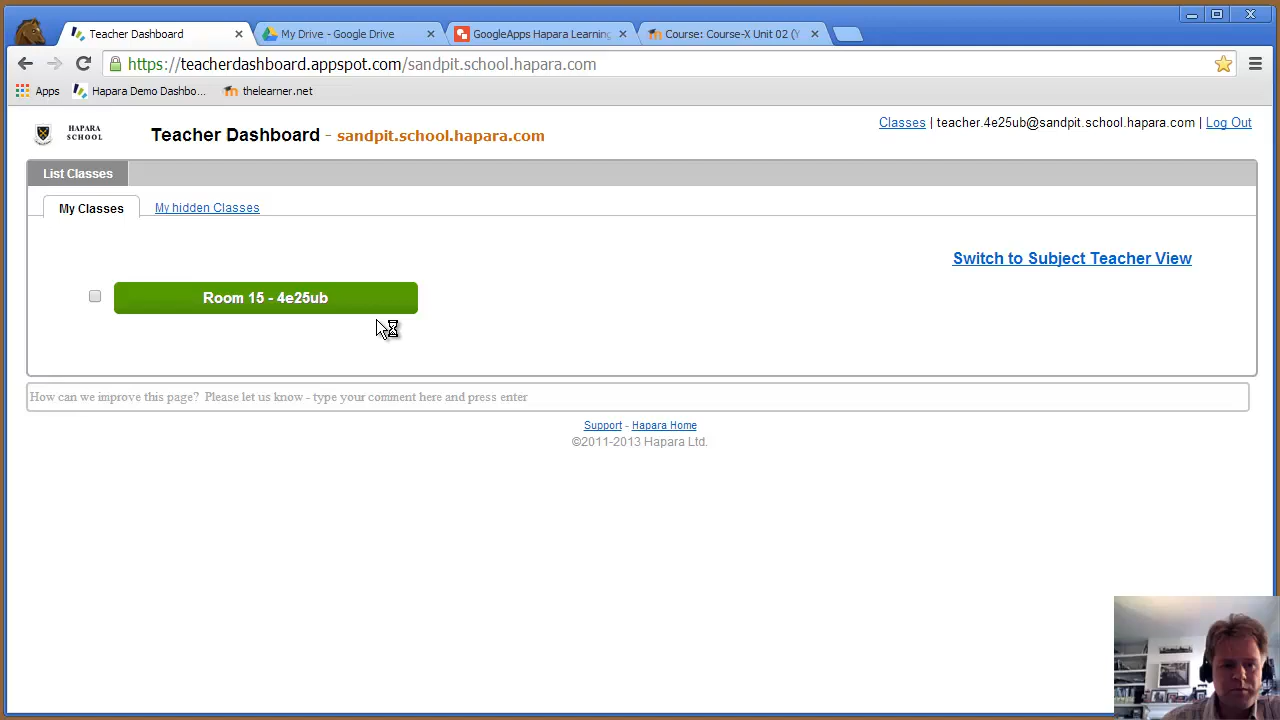 Teacher Dashboard
My Drive - Google Drive
GoogleApps Hapara Learning
Course: Course-X Unit 02 (Y
https://teacherdashboard.appspot.com/sandpit.school.hapara.com
Apps
Hapara Demo Dashbo...
thelearner.net
HAPARA SCHOOL
Teacher Dashboard - sandpit.school.hapara.com
Classes | teacher.4e25ub@sandpit.school.hapara.com | Log Out
List Classes
My Classes
My hidden Classes
Switch to Subject Teacher View
Room 15 - 4e25ub
How can we improve this page? Please let us know - type your comment here and press enter
Support - Hapara Home
©2011-2013 Hapara Ltd.